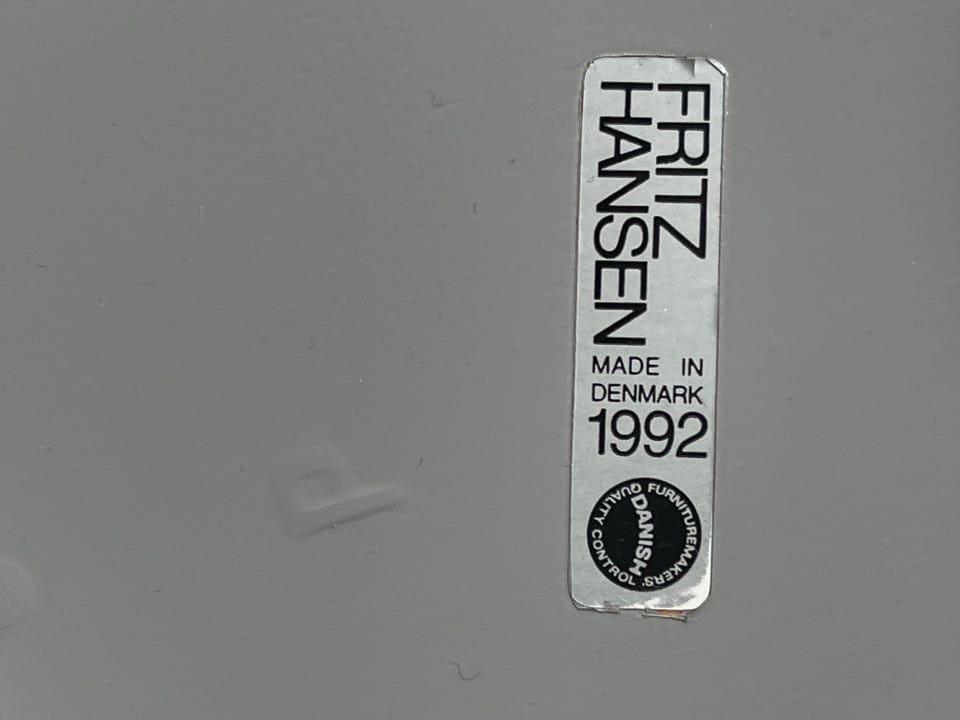 FRITZ
HANSEN
MADE IN
DENMARK
1992
DANISH
FURNITUREMAKERS'
QUALITY CONTROL